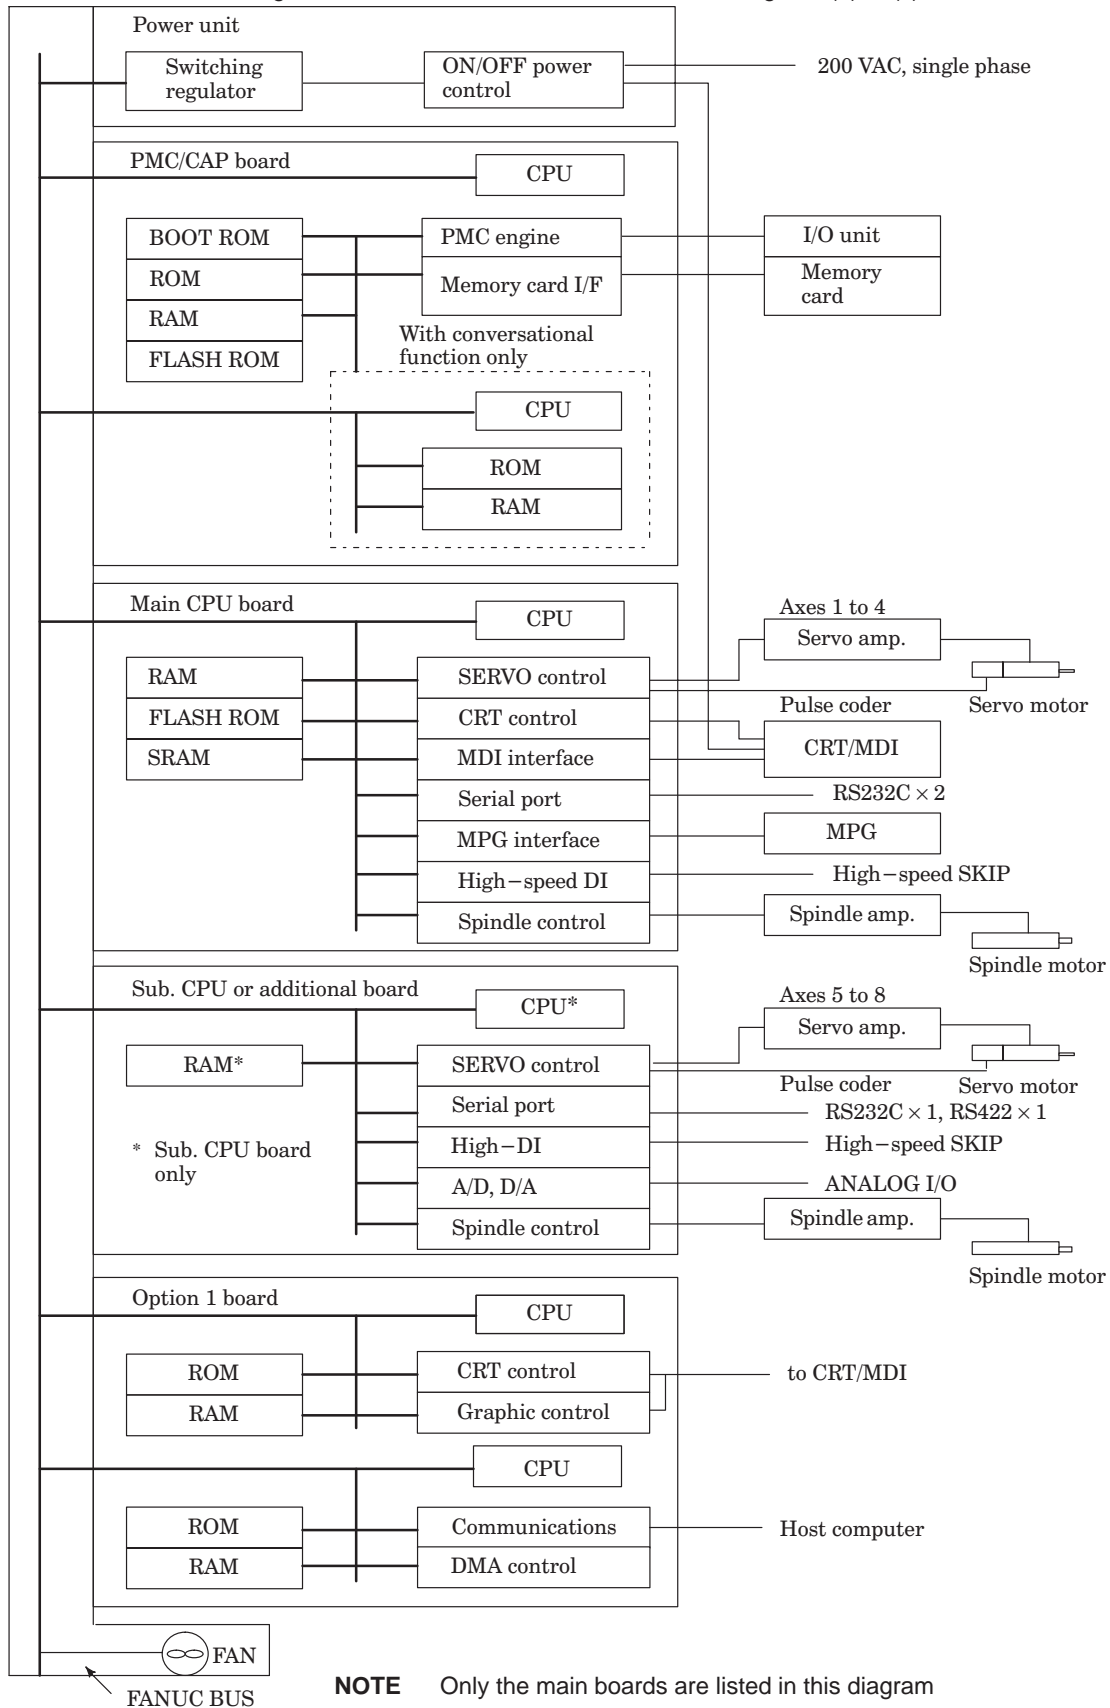 Power unit
Switching
regulator
ON/OFF power
control
200 VAC, single phase
PMC/CAP board
CPU
BOOT ROM
ROM
RAM
FLASH ROM
PMC engine
Memory card I/F
I/O unit
Memory
card
With conversational
function only
CPU
ROM
RAM
Main CPU board
CPU
RAM
FLASH ROM
SRAM
SERVO control
CRT control
MDI interface
Serial port
MPG interface
High–speed DI
Spindle control
Axes 1 to 4
Servo amp.
Pulse coder
Servo motor
CRT/MDI
RS232C × 2
MPG
High–speed SKIP
Spindle amp.
Spindle motor
Sub. CPU or additional board
CPU*
RAM*
* Sub. CPU board
only
SERVO control
Serial port
High–DI
A/D, D/A
Spindle control
Axes 5 to 8
Servo amp.
Pulse coder
Servo motor
RS232C × 1, RS422 × 1
High–speed SKIP
ANALOG I/O
Spindle amp.
Spindle motor
Option 1 board
CPU
ROM
RAM
CRT control
Graphic control
to CRT/MDI
CPU
ROM
RAM
Communications
DMA control
Host computer
FAN
FANUC BUS
NOTE Only the main boards are listed in this diagram